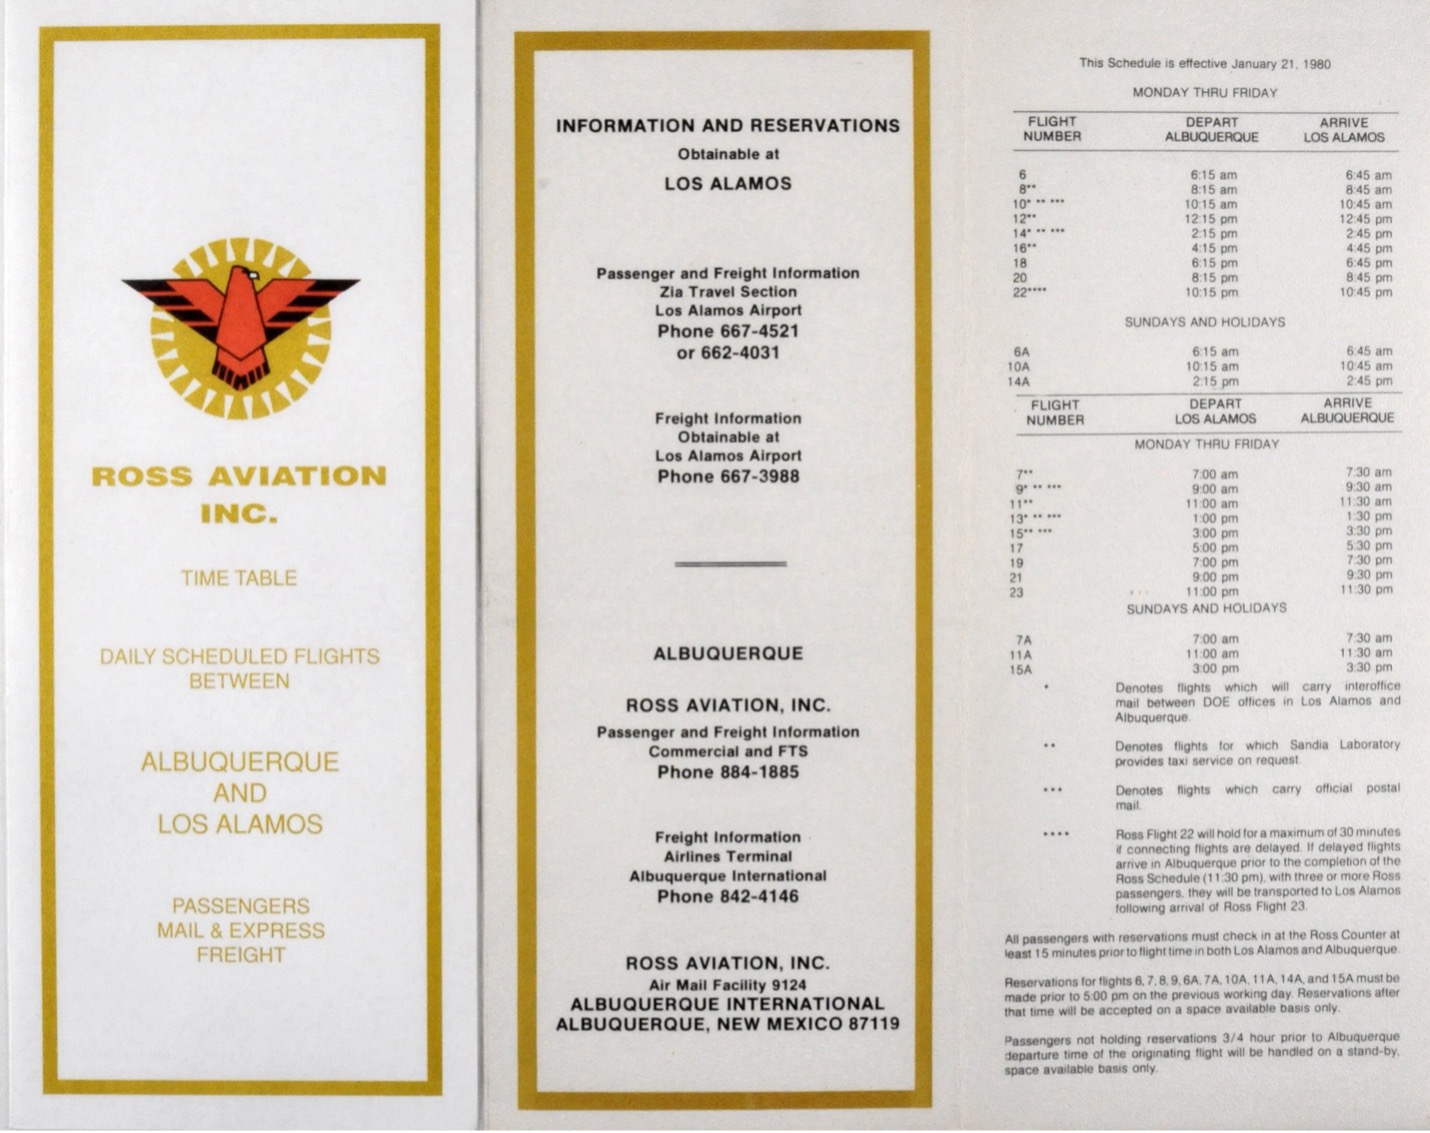 ROSS AVIATION
INC.
TIME TABLE
DAILY SCHEDULED FLIGHTS
BETWEEN
ALBUQUERQUE
AND
LOS ALAMOS
PASSENGERS
MAIL & EXPRESS
FREIGHT
INFORMATION AND RESERVATIONS
Obtainable at
LOS ALAMOS
Passenger and Freight Information
Zia Travel Section
Los Alamos Airport
Phone 667-4521
or 662-4031
Freight Information
Obtainable at
Los Alamos Airport
Phone 667-3988
ALBUQUERQUE
ROSS AVIATION, INC.
Passenger and Freight Information
Commercial and FTS
Phone 884-1885
Freight Information
Airlines Terminal
Albuquerque International
Phone 842-4146
ROSS AVIATION, INC.
Air Mail Facility 9124
ALBUQUERQUE INTERNATIONAL
ALBUQUERQUE, NEW MEXICO 87119
This Schedule is effective January 21, 1980
MONDAY THRU FRIDAY
FLIGHT DEPART ARRIVE
NUMBER ALBUQUERQUE LOS ALAMOS
6 6:15 am 6:45 am
8** 8:15 am 8:45 am
10* ** *** 10:15 am 10:45 am
12** 12:15 pm 12:45 pm
14* ** *** 2:15 pm 2:45 pm
16** 4:15 pm 4:45 pm
18 6:15 pm 6:45 pm
20 8:15 pm 8:45 pm
22**** 10:15 pm 10:45 pm
SUNDAYS AND HOLIDAYS
6A 6:15 am 6:45 am
10A 10:15 am 10:45 am
14A 2:15 pm 2:45 pm
FLIGHT DEPART ARRIVE
NUMBER LOS ALAMOS ALBUQUERQUE
MONDAY THRU FRIDAY
7** 7:00 am 7:30 am
9* ** *** 9:00 am 9:30 am
11** 11:00 am 11:30 am
13* ** *** 1:00 pm 1:30 pm
15** *** 3:00 pm 3:30 pm
17 5:00 pm 5:30 pm
19 7:00 pm 7:30 pm
21 9:00 pm 9:30 pm
23 11:00 pm 11:30 pm
SUNDAYS AND HOLIDAYS
7A 7:00 am 7:30 am
11A 11:00 am 11:30 am
15A 3:00 pm 3:30 pm
* Denotes flights which will carry interoffice
mail between DOE offices in Los Alamos and
Albuquerque.
** Denotes flights for which Sandia Laboratory
provides taxi service on request.
*** Denotes flights which carry official postal
mail.
**** Ross Flight 22 will hold for a maximum of 30 minutes
if connecting flights are delayed. If delayed flights
arrive in Albuquerque prior to the completion of the
Ross Schedule (11:30 pm), with three or more Ross
passengers, they will be transported to Los Alamos
following arrival of Ross Flight 23.
All passengers with reservations must check in at the Ross Counter at
least 15 minutes prior to flight time in both Los Alamos and Albuquerque.
Reservations for flights 6, 7, 8, 9, 6A, 7A, 10A, 11A, 14A, and 15A must be
made prior to 5:00 pm on the previous working day. Reservations after
that time will be accepted on a space available basis only.
Passengers not holding reservations 3/4 hour prior to Albuquerque
departure time of the originating flight will be handled on a stand-by,
space available basis only.